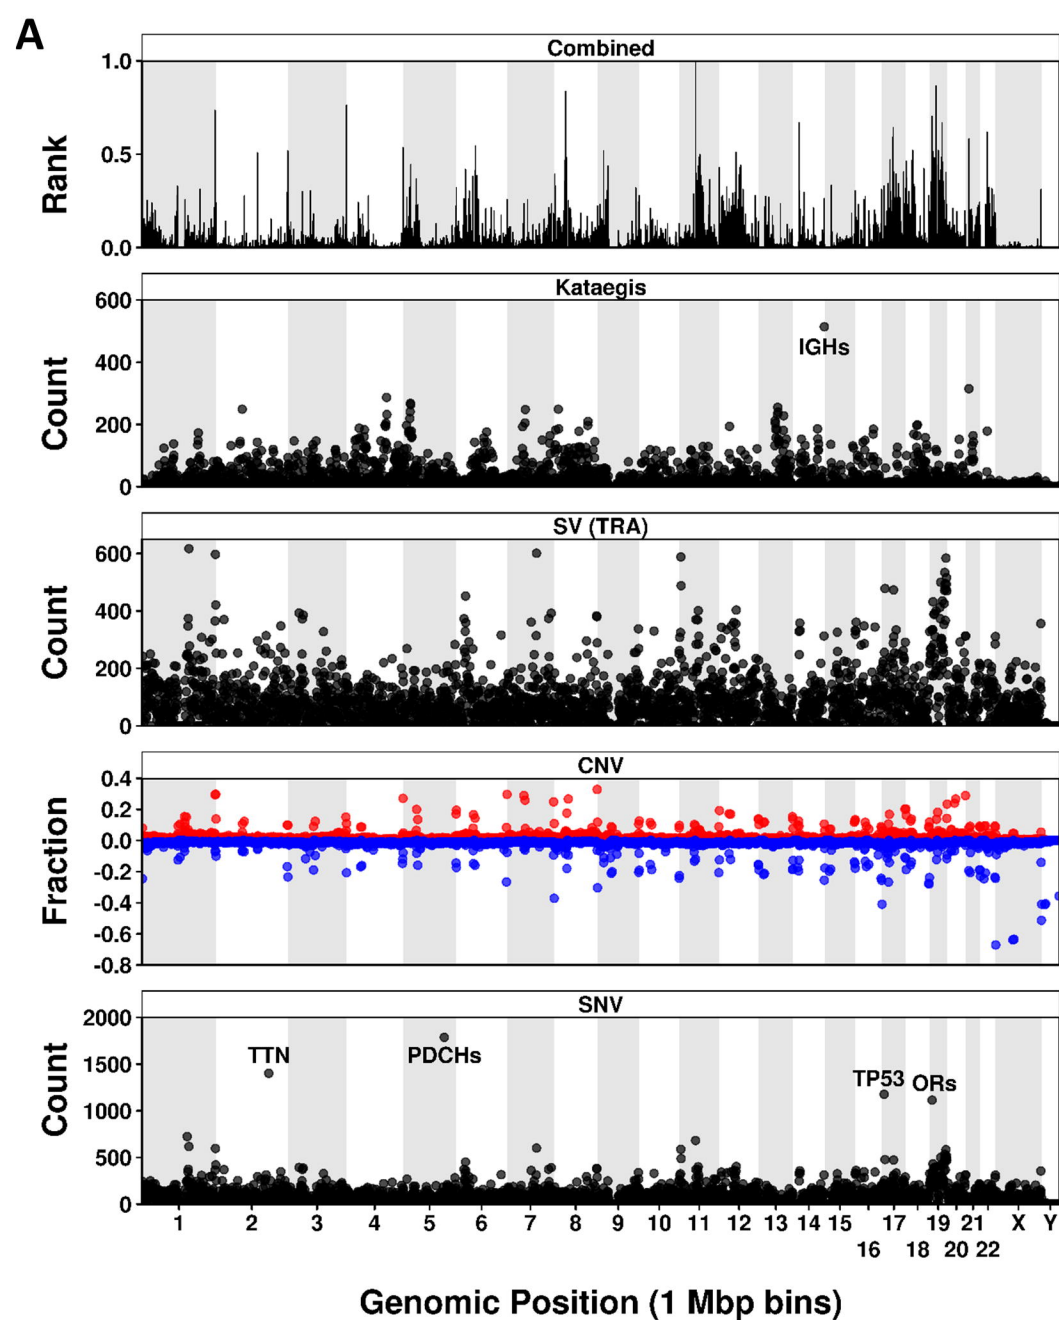 A
Combined
Rank
1.0
0.5
0.0
Kataegis
Count
600
400
200
0
IGHs
SV (TRA)
Count
600
400
200
0
CNV
Fraction
0.4
0.2
0.0
-0.2
-0.4
-0.6
-0.8
SNV
Count
2000
1500
1000
500
0
TTN
PDCHs
TP53
ORs
1 2 3 4 5 6 7 8 9 10 11 12 13 14 15 17 19 21 X Y
16 18 20 22
Genomic Position (1 Mbp bins)